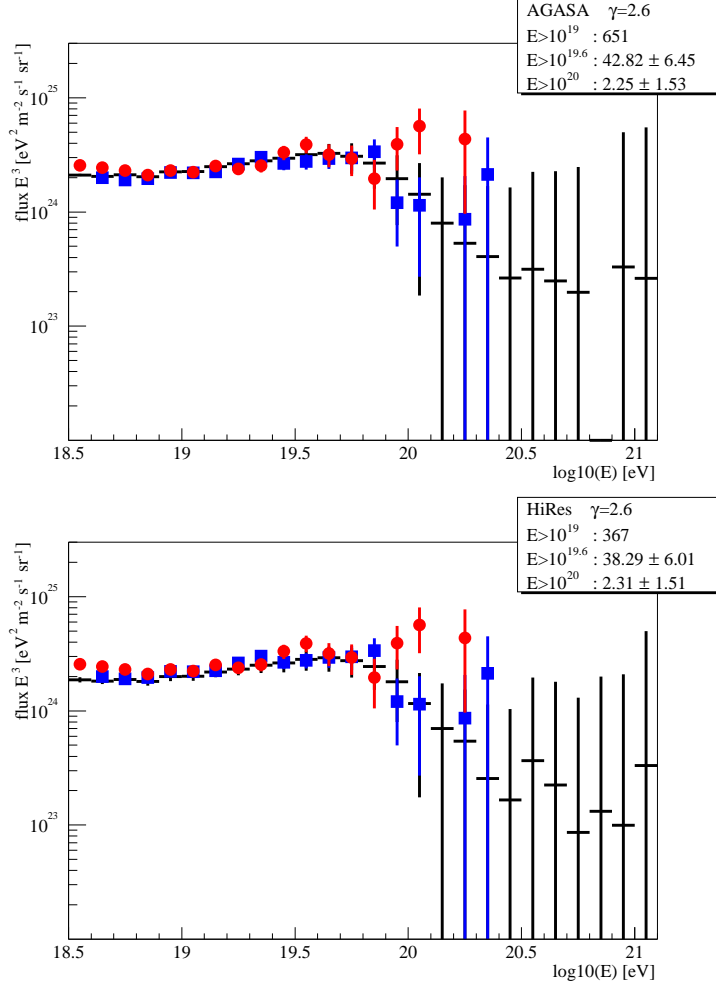 AGASA γ=2.6
E>10^19 : 651
E>10^19.6 : 42.82 ± 6.45
E>10^20 : 2.25 ± 1.53
flux E^3 [eV^2 m^-2 s^-1 sr^-1]
10^25
10^24
10^23
18.5 19 19.5 20 20.5 21
log10(E) [eV]
HiRes γ=2.6
E>10^19 : 367
E>10^19.6 : 38.29 ± 6.01
E>10^20 : 2.31 ± 1.51
flux E^3 [eV^2 m^-2 s^-1 sr^-1]
10^25
10^24
10^23
18.5 19 19.5 20 20.5 21
log10(E) [eV]